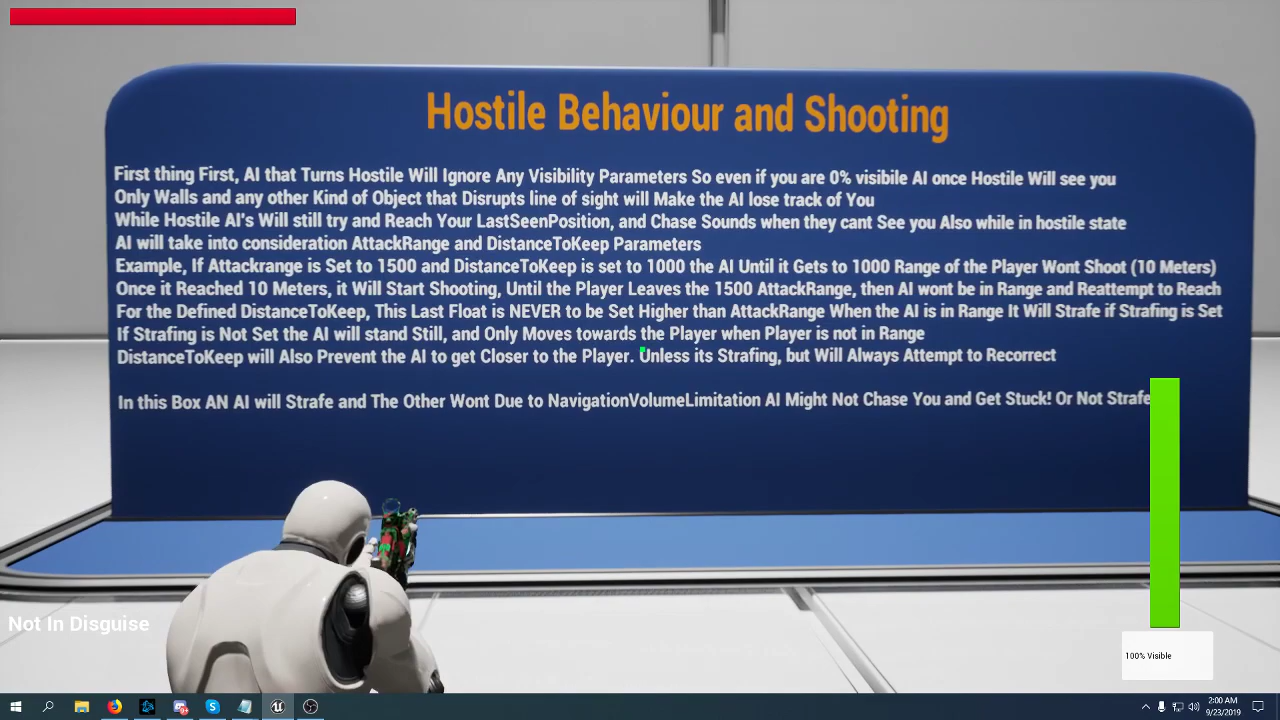 Hostile Behaviour and Shooting
First thing First, AI that Turns Hostile Will Ignore Any Visibility Parameters So even if you are 0% visibile AI once Hostile Will see you
Only Walls and any other Kind of Object that Disrupts line of sight will Make the AI lose track of You
While Hostile AI's Will still try and Reach Your LastSeenPosition, and Chase Sounds when they cant See you Also while in hostile state
AI will take into consideration AttackRange and DistanceToKeep Parameters
Example, If Attackrange is Set to 1500 and DistanceToKeep is set to 1000 the AI Until it Gets to 1000 Range of the Player Wont Shoot (10 Meters)
Once it Reached 10 Meters, it Will Start Shooting, Until the Player Leaves the 1500 AttackRange, then AI wont be in Range and Reattempt to Reach
For the Defined DistanceToKeep, This Last Float is NEVER to be Set Higher than AttackRange When the AI is in Range It Will Strafe if Strafing is Set
If Strafing is Not Set the AI will stand Still, and Only Moves towards the Player when Player is not in Range
DistanceToKeep will Also Prevent the AI to get Closer to the Player. Unless its Strafing, but Will Always Attempt to Recorrect
In this Box AN AI will Strafe and The Other Wont Due to NavigationVolumeLimitation AI Might Not Chase You and Get Stuck! Or Not Strafe
Not In Disguise
100% Visible
2:00 AM
9/23/2019